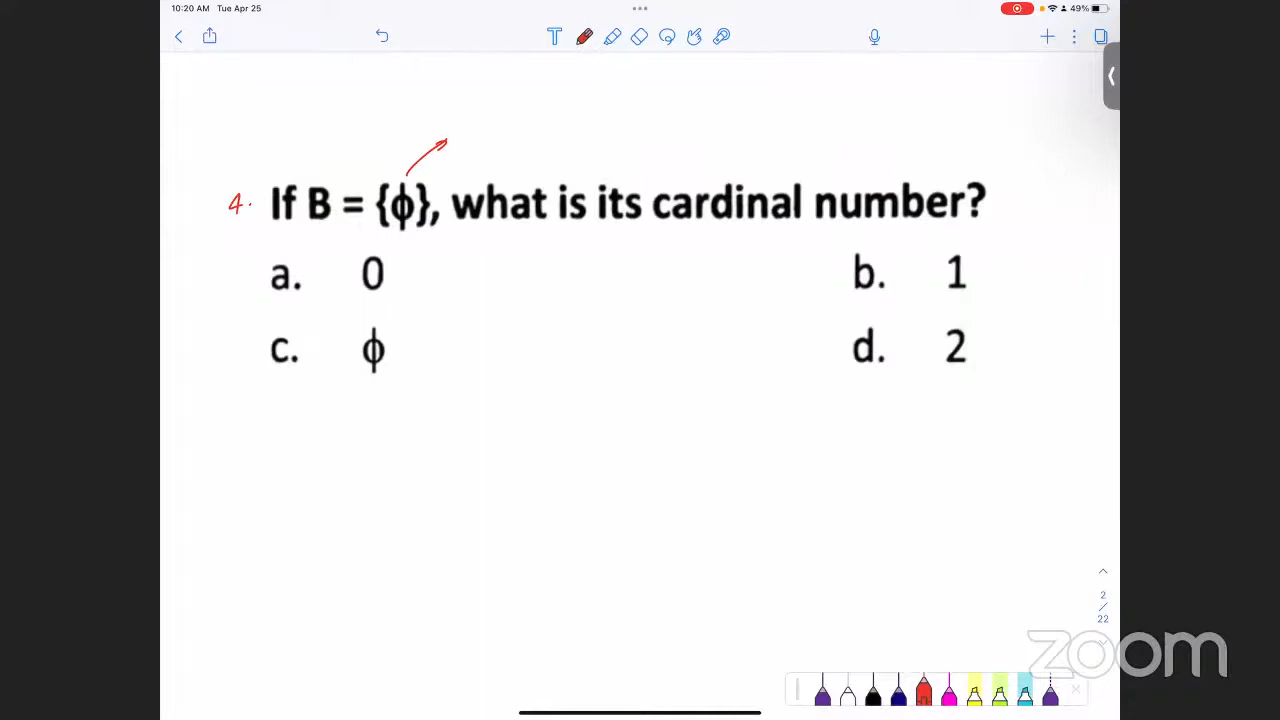 10:20 AM Tue Apr 25
49%
T
4. If B = {ϕ}, what is its cardinal number?
a. 0 b. 1
c. ϕ d. 2
2
/
22
zoom